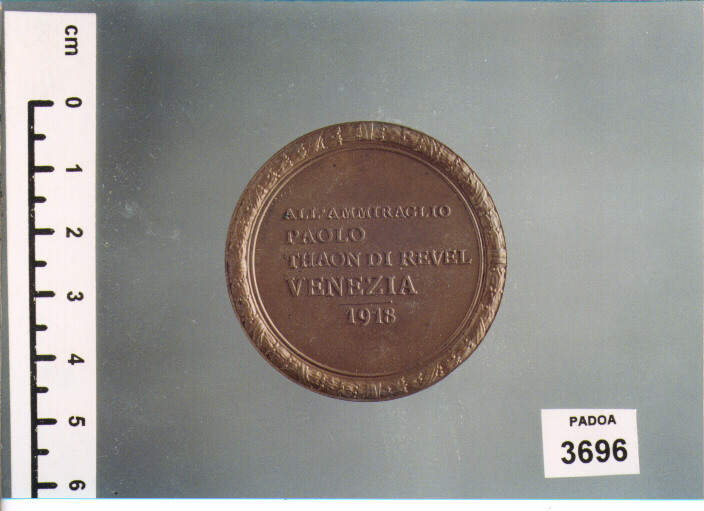 cm
0
1
2
3
4
5
6
ALL'AMMIRAGLIO
PAOLO
THAON DI REVEL
VENEZIA
1918
PADOA
3696